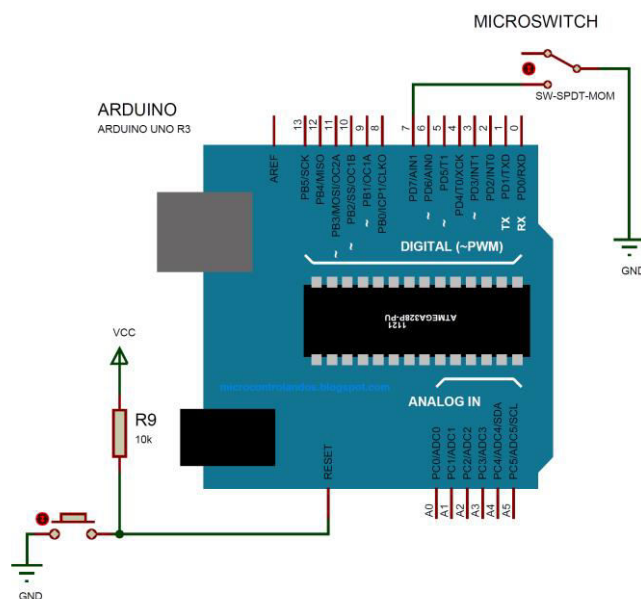 MICROSWITCH
SW-SPDT-MOM
GND
ARDUINO
ARDUINO UNO R3
AREF
13
12
11
10
9
8
7
6
5
4
3
2
1
0
PB5/SCK
PB4/MISO
PB3/MOSI/OC2A
PB2/SS/OC1B
PB1/OC1A
PB0/ICP1/CLKO
PD7/AIN1
PD6/AIN0
PD5/T1
PD4/T0/XCK
PD3/INT1
PD2/INT0
PD1/TXD
PD0/RXD
~
~
~
~
~
~
TX
RX
DIGITAL (~PWM)
ATMEGA328P-PU
1121
microcontrolandos.blogspot.com
ANALOG IN
RESET
PC0/ADC0
PC1/ADC1
PC2/ADC2
PC3/ADC3
PC4/ADC4/SDA
PC5/ADC5/SCL
A0
A1
A2
A3
A4
A5
VCC
R9
10k
GND